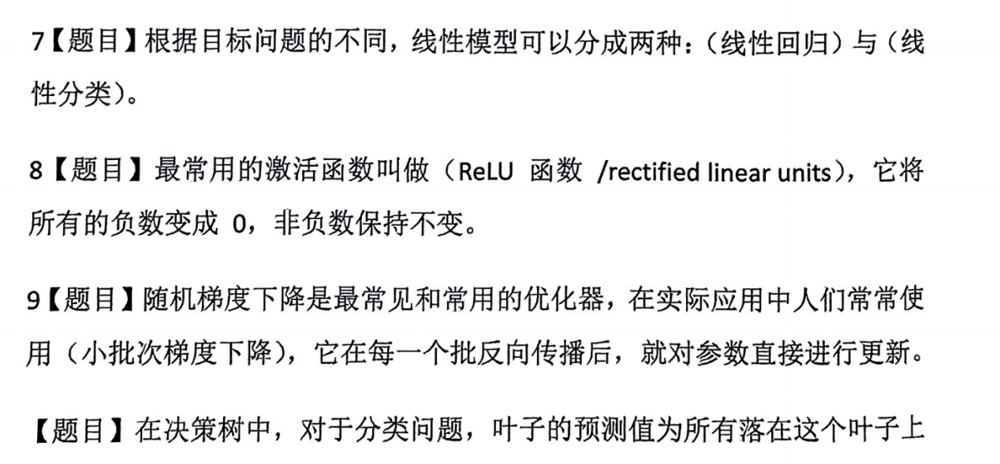 7【题目】根据目标问题的不同，线性模型可以分成两种：（线性回归）与（线
性分类）。
8【题目】最常用的激活函数叫做（ReLU 函数 /rectified linear units），它将
所有的负数变成 0，非负数保持不变。
9【题目】随机梯度下降是最常见和常用的优化器，在实际应用中人们常常使
用（小批次梯度下降），它在每一个批反向传播后，就对参数直接进行更新。
【题目】在决策树中，对于分类问题，叶子的预测值为所有落在这个叶子上